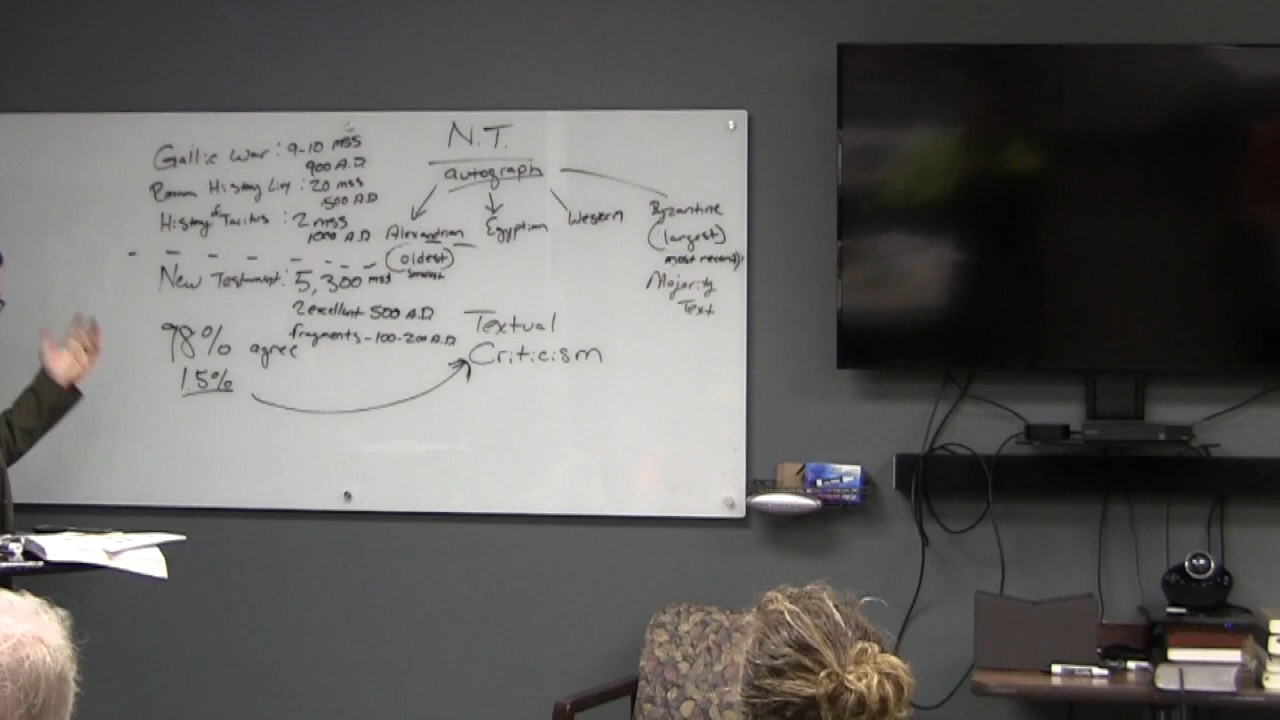 Gallic War: 9-10 mss
900 A.D
Roman History Livy: 20 mss
500 A.D
History of Tacitus: 2 mss
1000 A.D
New Testament: 5,300 mss
2 excellent 500 A.D
fragments - 100-200 A.D
98% agree
1.5%
N.T.
autograph
Alexandrian
(oldest)
smallest
Egyptian
Western
Byzantine
(largest)
most recent)
Majority
Text
Textual
Criticism